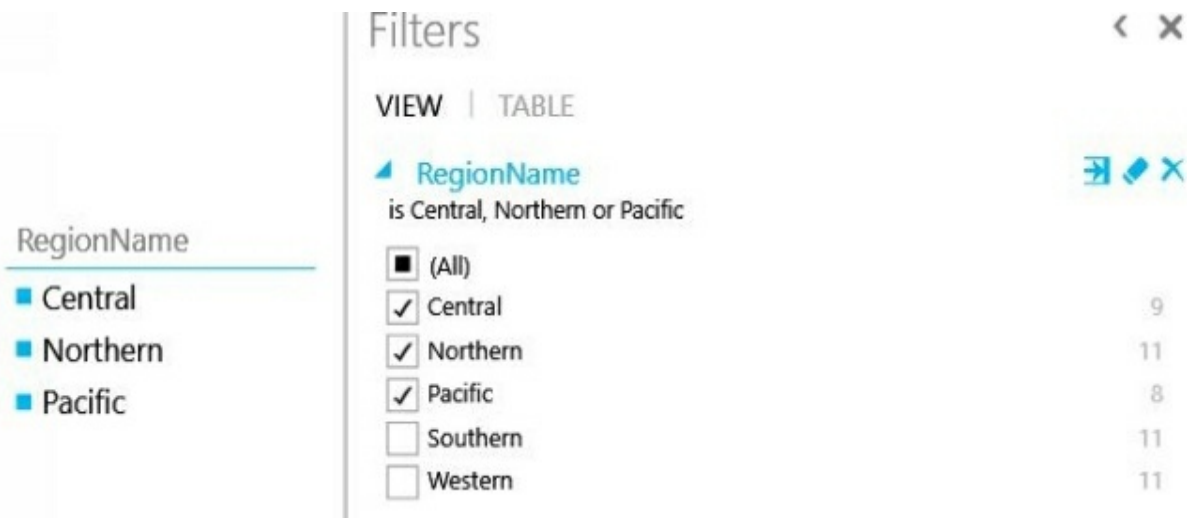 Filters
VIEW | TABLE
RegionName
is Central, Northern or Pacific
(All)
Central 9
Northern 11
Pacific 8
Southern 11
Western 11
RegionName
Central
Northern
Pacific